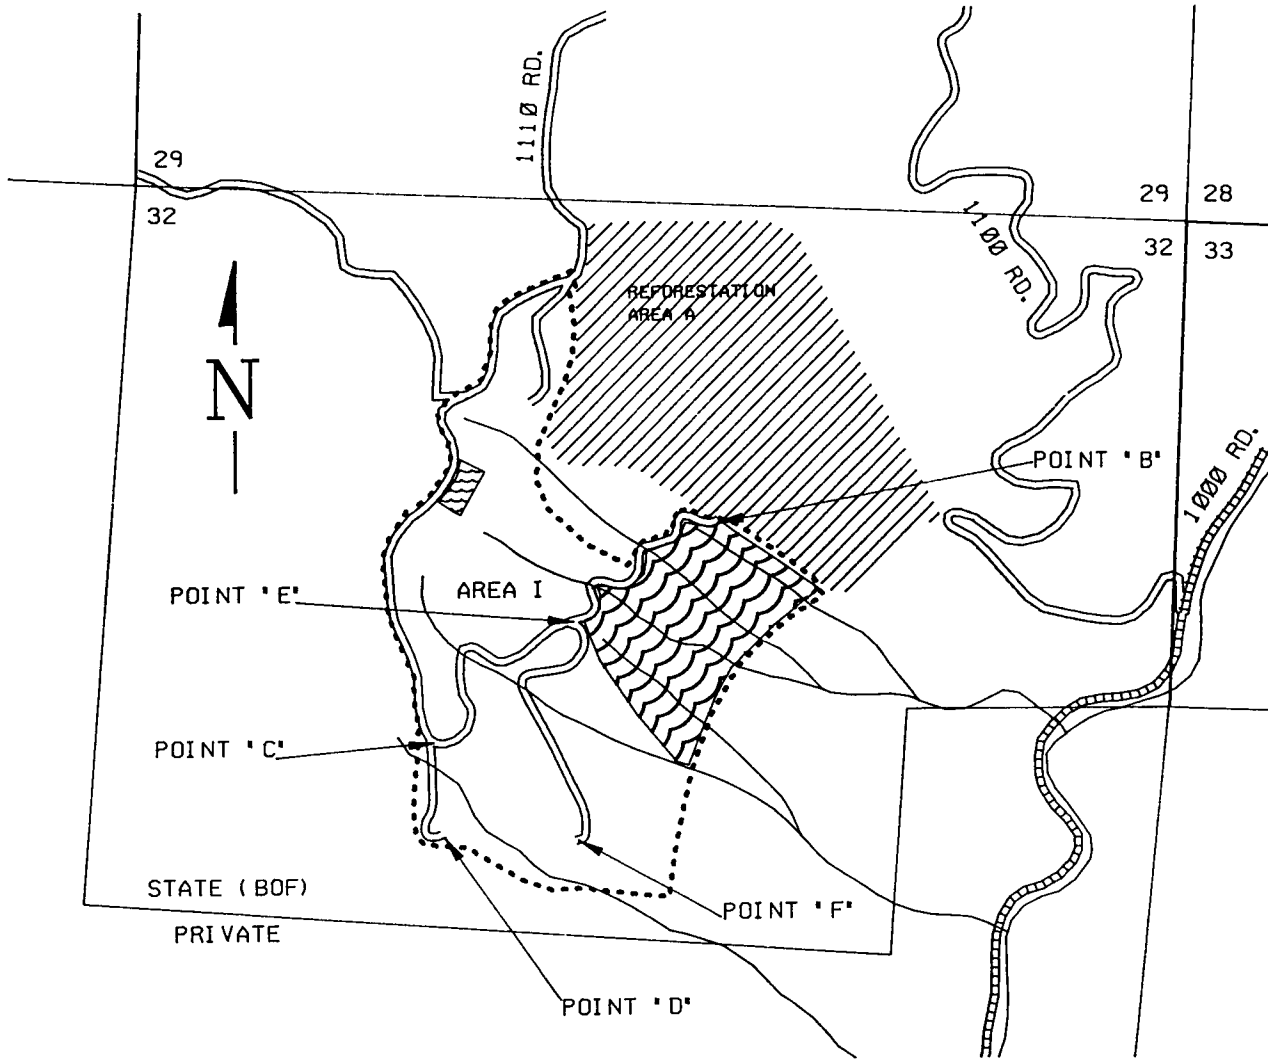 1110 RD.
29
32
29 28
32 33
1100 RD.
REFORESTATION
AREA A
N
POINT "B"
1000 RD.
POINT "E"
AREA I
POINT "C"
STATE (BOF)
PRIVATE
POINT "F"
POINT "D"